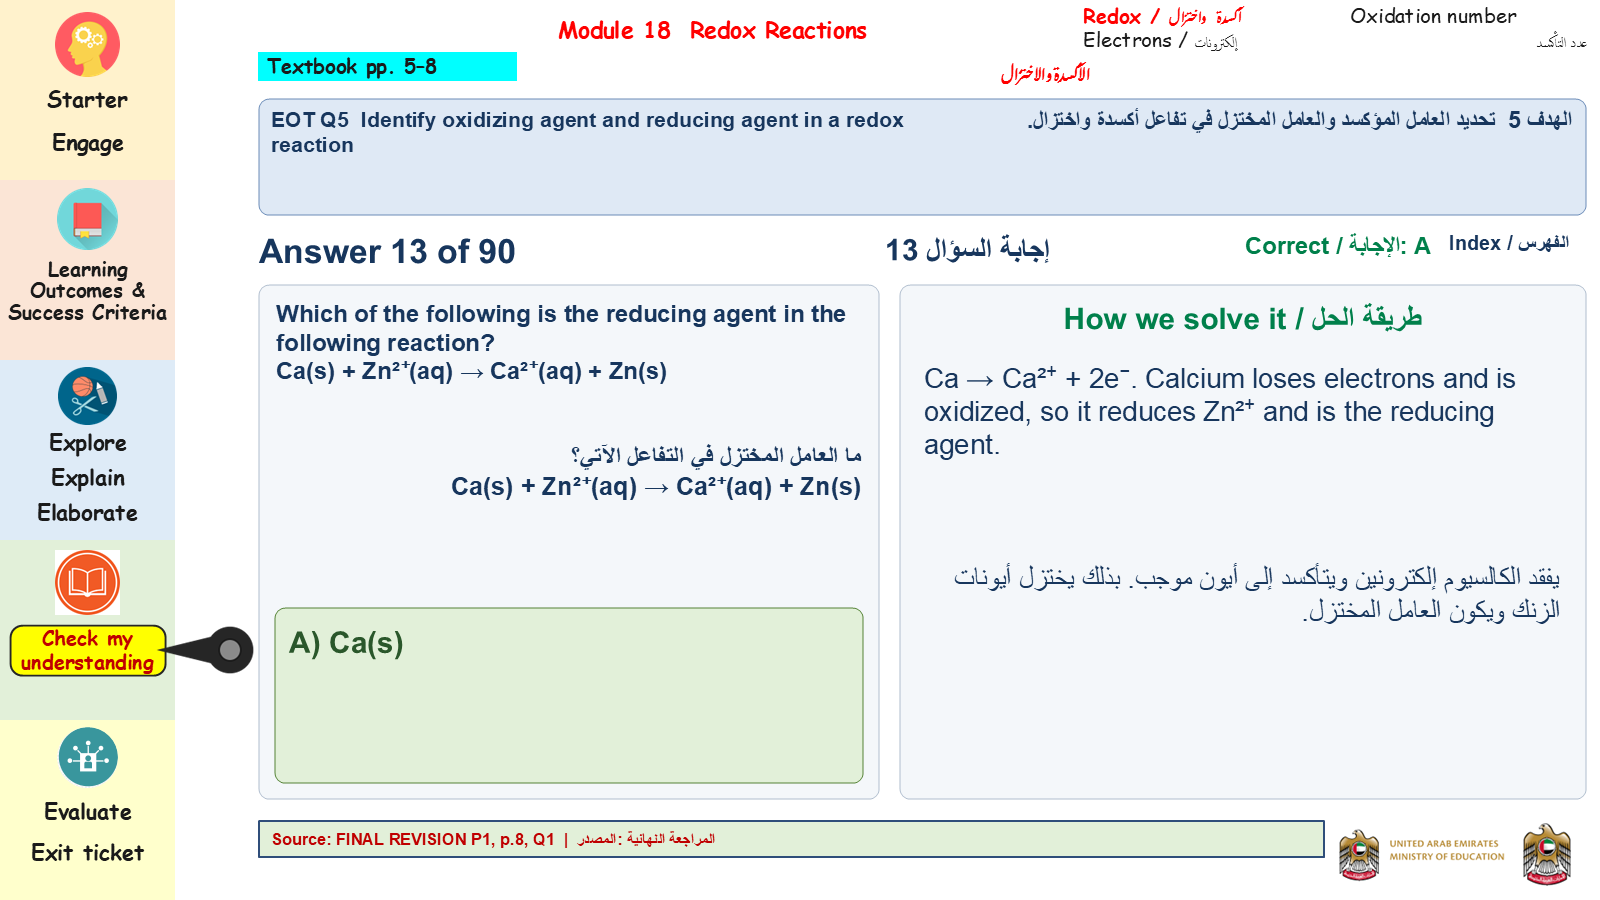 Starter
Engage
Learning
Outcomes &
Success Criteria
Explore
Explain
Elaborate
Check my
understanding
Evaluate
Exit ticket
Module 18 Redox Reactions
Redox / أكسدة واختزال
Electrons / إلكترونات
Oxidation number
عدد التأكسد
Textbook pp. 5–8
الأكسدة والاختزال
EOT Q5 Identify oxidizing agent and reducing agent in a redox
reaction
الهدف 5 تحديد العامل المؤكسد والعامل المختزل في تفاعل أكسدة واختزال.
Answer 13 of 90
إجابة السؤال 13
Correct / الإجابة: A
Index / الفهرس
Which of the following is the reducing agent in the
following reaction?
Ca(s) + Zn²⁺(aq) → Ca²⁺(aq) + Zn(s)
ما العامل المختزل في التفاعل الآتي؟
Ca(s) + Zn²⁺(aq) → Ca²⁺(aq) + Zn(s)
A) Ca(s)
How we solve it / طريقة الحل
Ca → Ca²⁺ + 2e⁻. Calcium loses electrons and is
oxidized, so it reduces Zn²⁺ and is the reducing
agent.
يفقد الكالسيوم إلكترونين ويتأكسد إلى أيون موجب. بذلك يختزل أيونات
الزنك ويكون العامل المختزل.
Source: FINAL REVISION P1, p.8, Q1 | المراجعة النهائية :المصدر
UNITED ARAB EMIRATES
MINISTRY OF EDUCATION